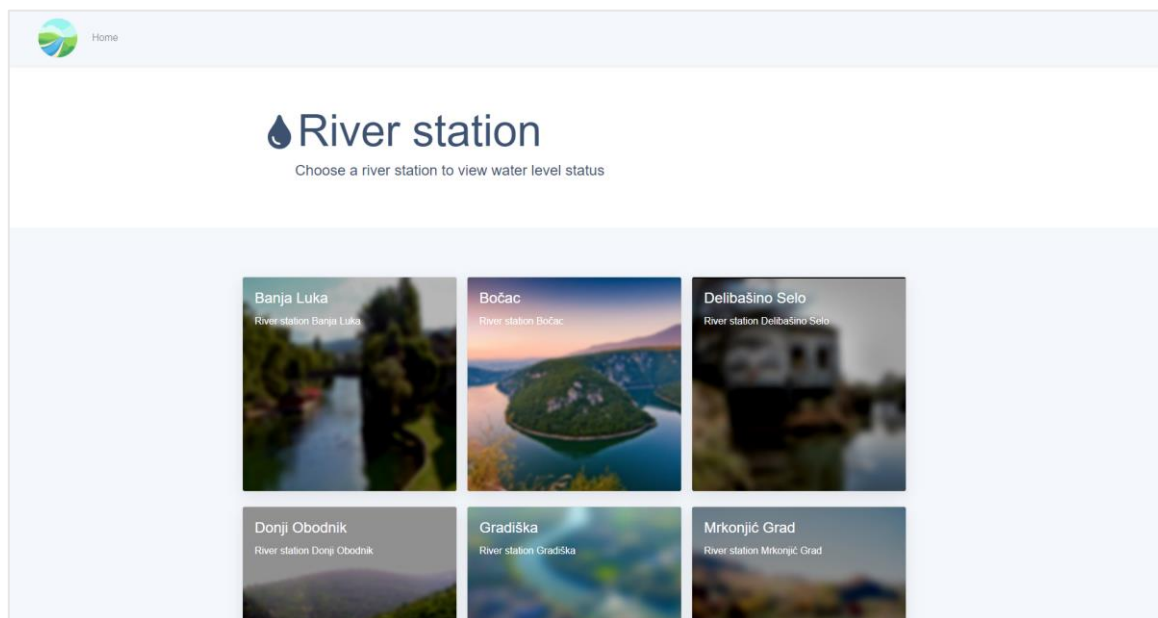 Home
River station
Choose a river station to view water level status
Banja Luka
River station Banja Luka
Bočac
River station Bočac
Delibašino Selo
River station Delibašino Selo
Donji Obodnik
River station Donji Obodnik
Gradiška
River station Gradiška
Mrkonjić Grad
River station Mrkonjić Grad